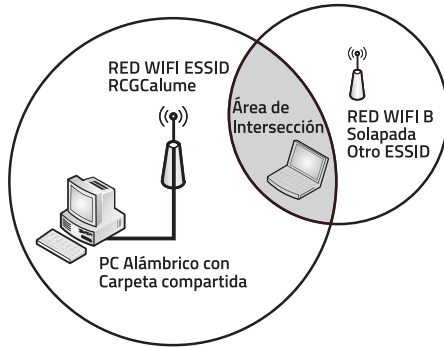 RED WIFI ESSID
RCGCalume
Área de
Intersección
RED WIFI B
Solapada
Otro ESSID
PC Alámbrico con
Carpeta compartida